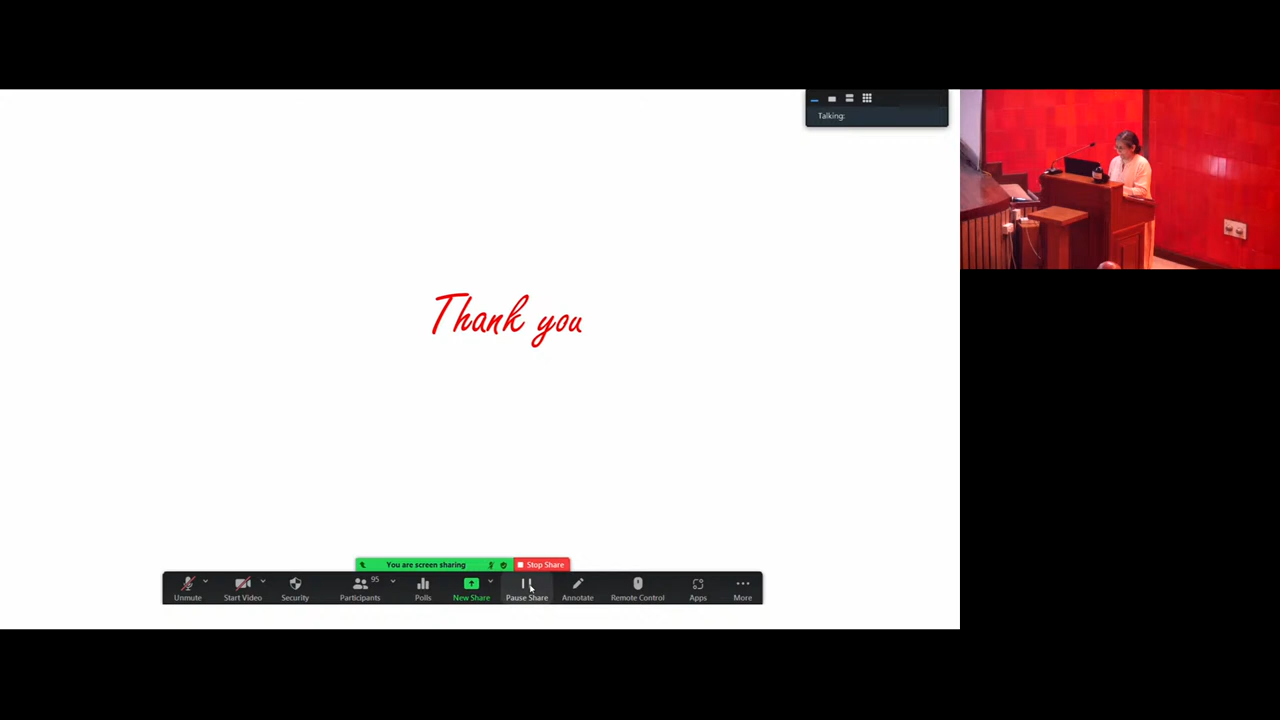 Talking:
Thank you
You are screen sharing
Stop Share
Unmute
Start Video
Security
Participants
95
Polls
New Share
Pause Share
Annotate
Remote Control
Apps
More